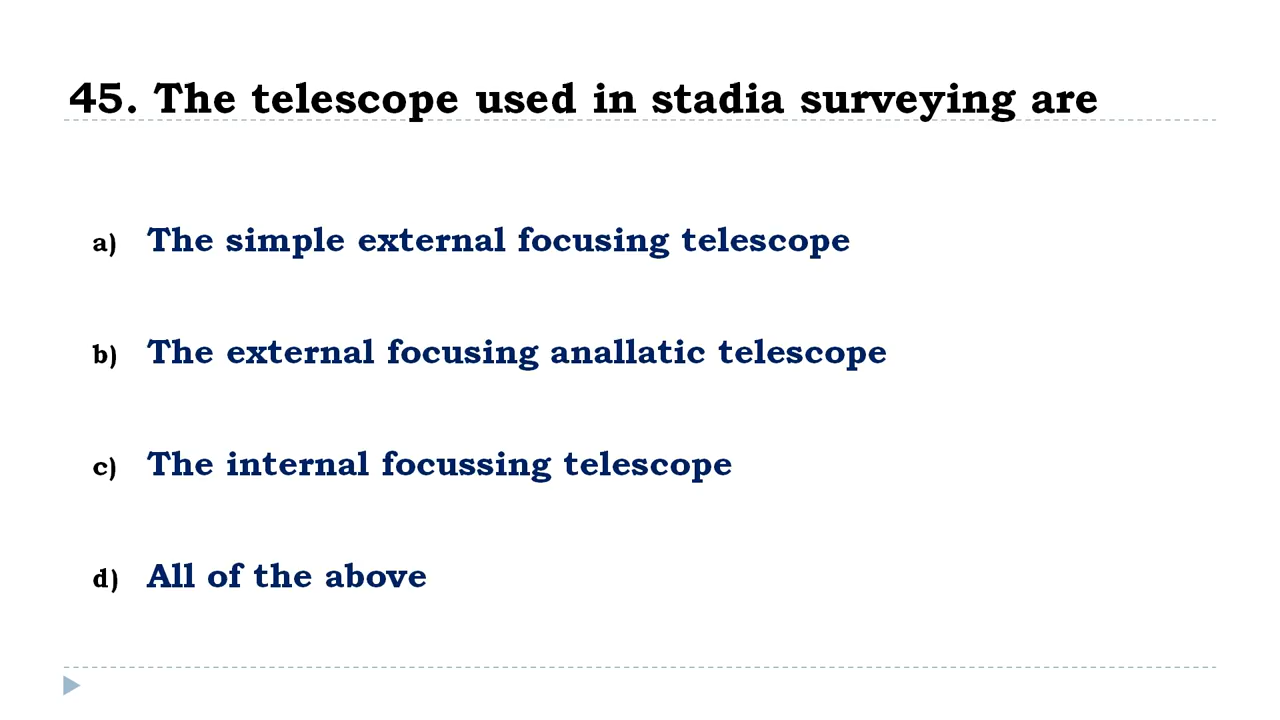 45. The telescope used in stadia surveying are
a) The simple external focusing telescope
b) The external focusing anallatic telescope
c) The internal focussing telescope
d) All of the above